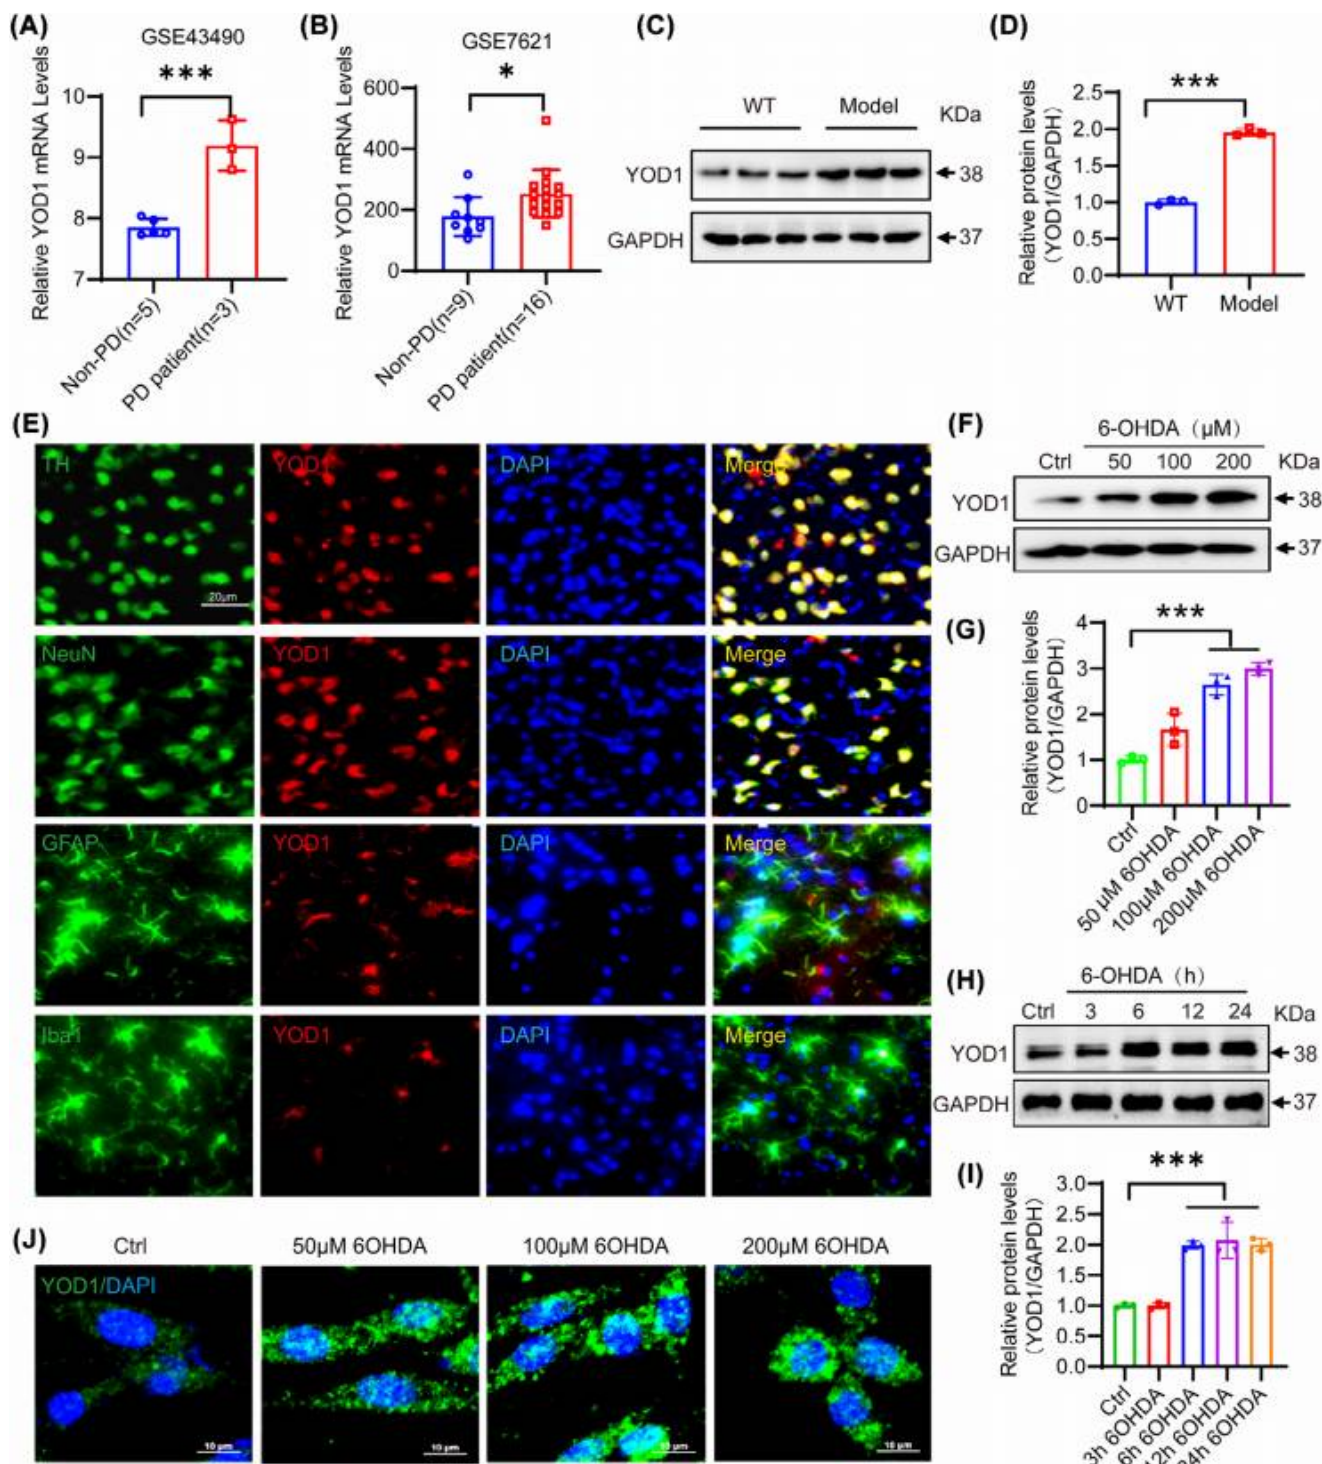 (A)
GSE43490
***
Relative YOD1 mRNA Levels
10
9
8
7
Non-PD(n=5)
PD patient(n=3)
(B)
GSE7621
*
Relative YOD1 mRNA Levels
600
400
200
0
Non-PD(n=9)
PD patient(n=16)
(C)
WT Model KDa
YOD1 38
GAPDH 37
(D)
***
Relative protein levels
(YOD1/GAPDH)
2.5
2.0
1.5
1.0
0.5
0.0
WT Model
(E)
TH YOD1 DAPI Merge
20μm
NeuN YOD1 DAPI Merge
GFAP YOD1 DAPI Merge
Iba1 YOD1 DAPI Merge
(F)
6-OHDA (μM)
Ctrl 50 100 200 KDa
YOD1 38
GAPDH 37
(G)
***
Relative protein levels
(YOD1/GAPDH)
4
3
2
1
0
Ctrl
50 μM 6OHDA
100μM 6OHDA
200μM 6OHDA
(H)
6-OHDA (h)
Ctrl 3 6 12 24 KDa
YOD1 38
GAPDH 37
(I)
***
Relative protein levels
(YOD1/GAPDH)
3.0
2.5
2.0
1.5
1.0
0.5
0.0
Ctrl
3h 6OHDA
6h 6OHDA
12h 6OHDA
24h 6OHDA
(J)
Ctrl 50μM 6OHDA 100μM 6OHDA 200μM 6OHDA
YOD1/DAPI
10 μm 10 μm 10 μm 10 μm